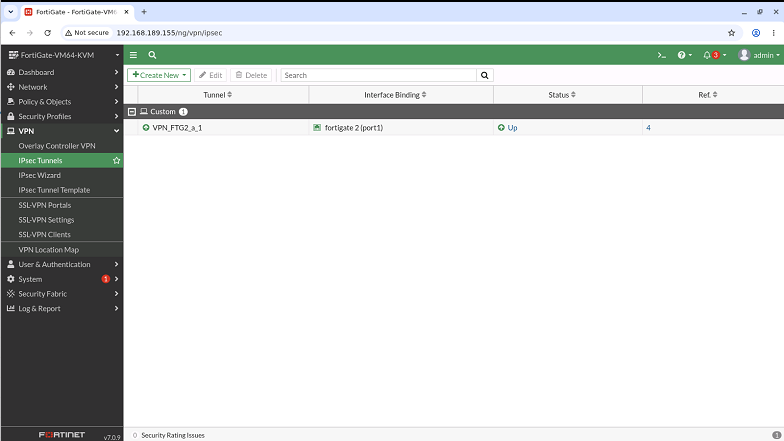 FortiGate - FortiGate-VM6
Not secure 192.168.189.155/ng/vpn/ipsec
FortiGate-VM64-KVM
3
admin
Dashboard
Network
Policy & Objects
Security Profiles
VPN
Overlay Controller VPN
IPsec Tunnels
IPsec Wizard
IPsec Tunnel Template
SSL-VPN Portals
SSL-VPN Settings
SSL-VPN Clients
VPN Location Map
User & Authentication
System 1
Security Fabric
Log & Report
FORTINET v7.0.9
Create New Edit Delete Search
Tunnel Interface Binding Status Ref.
Custom 1
VPN_FTG2_a_1 fortigate 2 (port1) Up 4
0 Security Rating Issues 1